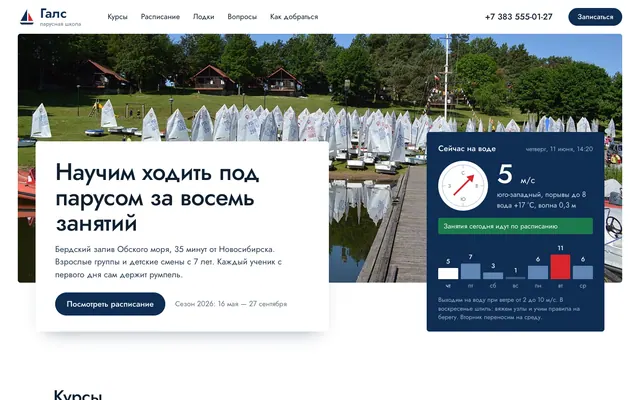 Галс
парусная школа
Курсы
Расписание
Лодки
Вопросы
Как добраться
+7 383 555-01-27
Записаться
Научим ходить под
парусом за восемь
занятий
Бердский залив Обского моря, 35 минут от Новосибирска.
Взрослые группы и детские смены с 7 лет. Каждый ученик с
первого дня сам держит румпель.
Посмотреть расписание
Сезон 2026: 16 мая — 27 сентября
Сейчас на воде
четверг, 11 июня, 14:20
С
В
Ю
З
5 м/с
юго-западный, порывы до 8
вода +17 °C, волна 0,3 м
Занятия сегодня идут по расписанию
5 7 3 1 6 11 6
чт пт сб вс пн вт ср
Выходим на воду при ветре от 2 до 10 м/с. В
воскресенье штиль: вяжем узлы и учим правила на
берегу. Вторник переносим на среду.
Курсы